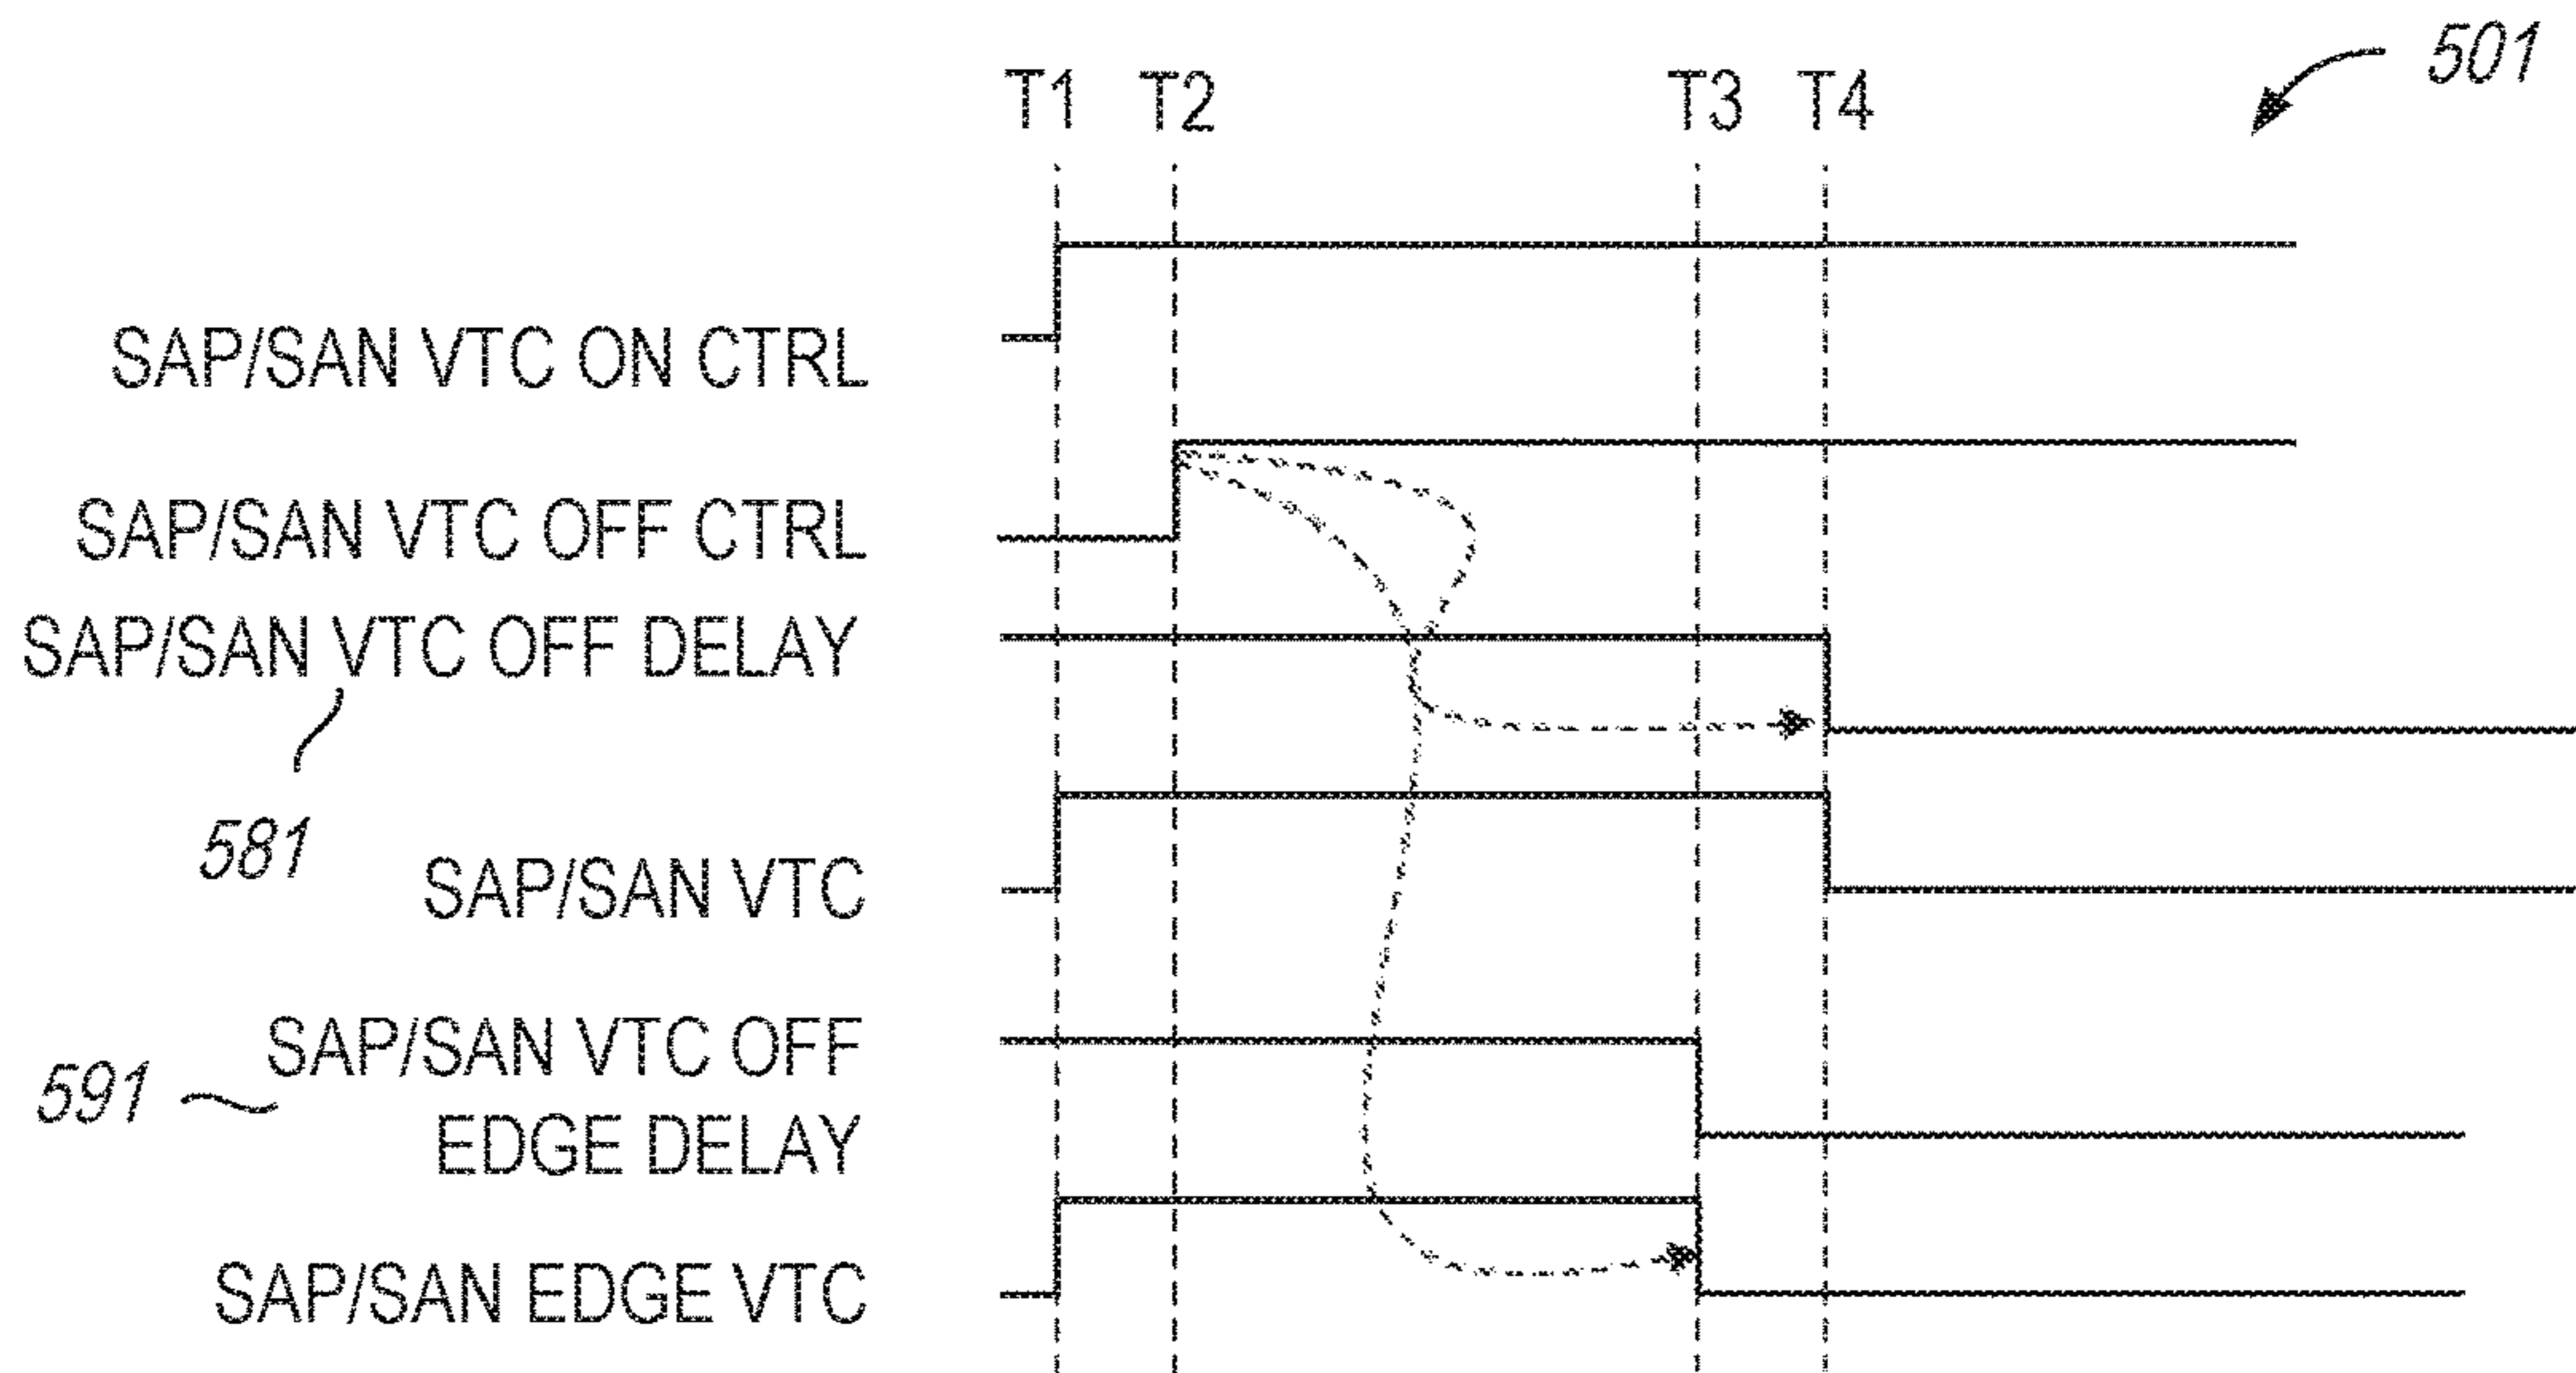 501
T1 T2 T3 T4
SAP/SAN VTC ON CTRL
SAP/SAN VTC OFF CTRL
SAP/SAN VTC OFF DELAY
581
SAP/SAN VTC
SAP/SAN VTC OFF
591
EDGE DELAY
SAP/SAN EDGE VTC